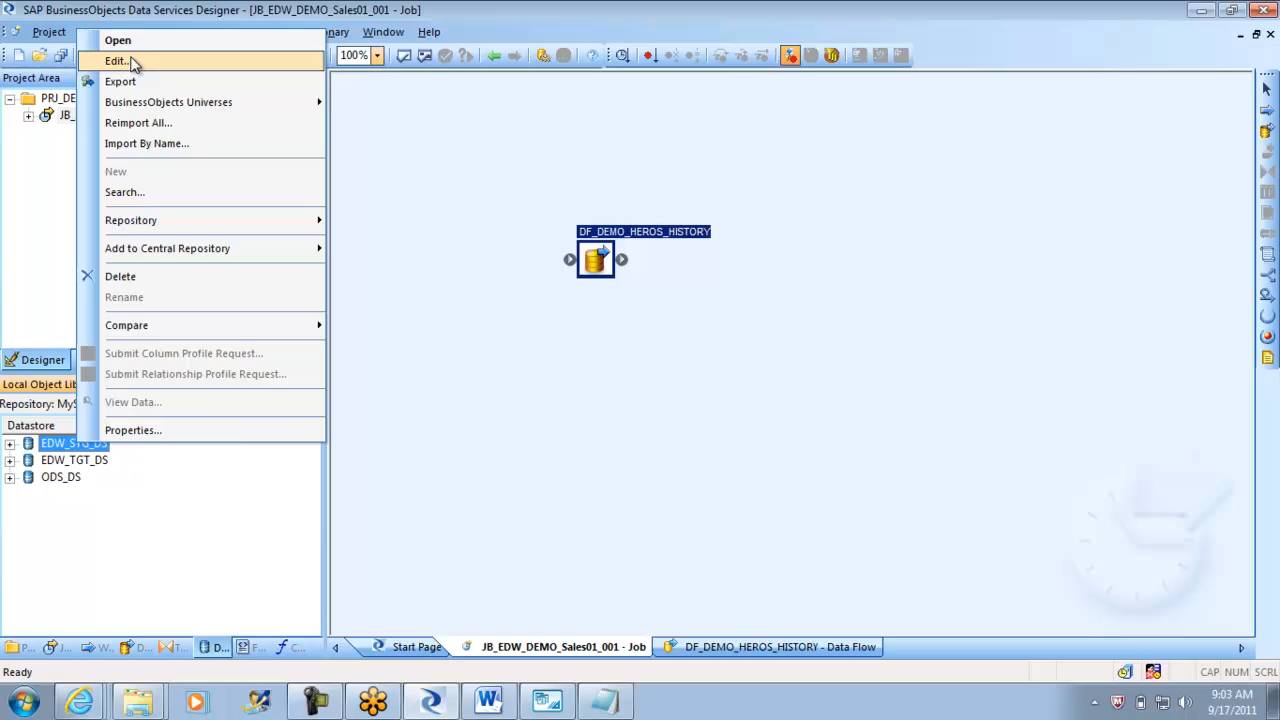 SAP BusinessObjects Data Services Designer - [JB_EDW_DEMO_Sales01_001 - Job]
Project
Window
Help
100%
Project Area
PRJ_DE
JB_
Open
Edit...
Export
BusinessObjects Universes
Reimport All...
Import By Name...
New
Search...
Repository
Add to Central Repository
Delete
Rename
Compare
Submit Column Profile Request...
Submit Relationship Profile Request...
View Data...
Properties...
DF_DEMO_HEROS_HISTORY
Designer
Local Object Lib
Repository: MyS
Datastore
EDW_STG_DS
EDW_TGT_DS
ODS_DS
P...
J...
W...
D...
T...
D...
F...
C...
Start Page
JB_EDW_DEMO_Sales01_001 - Job
DF_DEMO_HEROS_HISTORY - Data Flow
Ready
CAP NUM SCRL
9:03 AM
9/17/2011